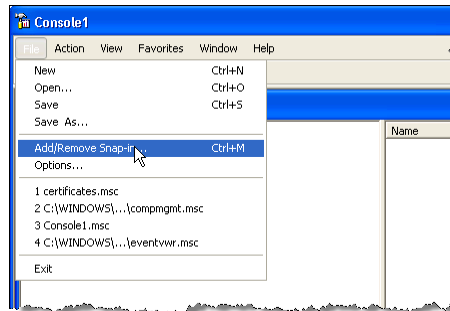 Console1
File Action View Favorites Window Help
New Ctrl+N
Open... Ctrl+O
Save Ctrl+S
Save As...
Add/Remove Snap-in... Ctrl+M
Options...
1 certificates.msc
2 C:\WINDOWS\...\compmgmt.msc
3 Console1.msc
4 C:\WINDOWS\...\eventvwr.msc
Exit
Name